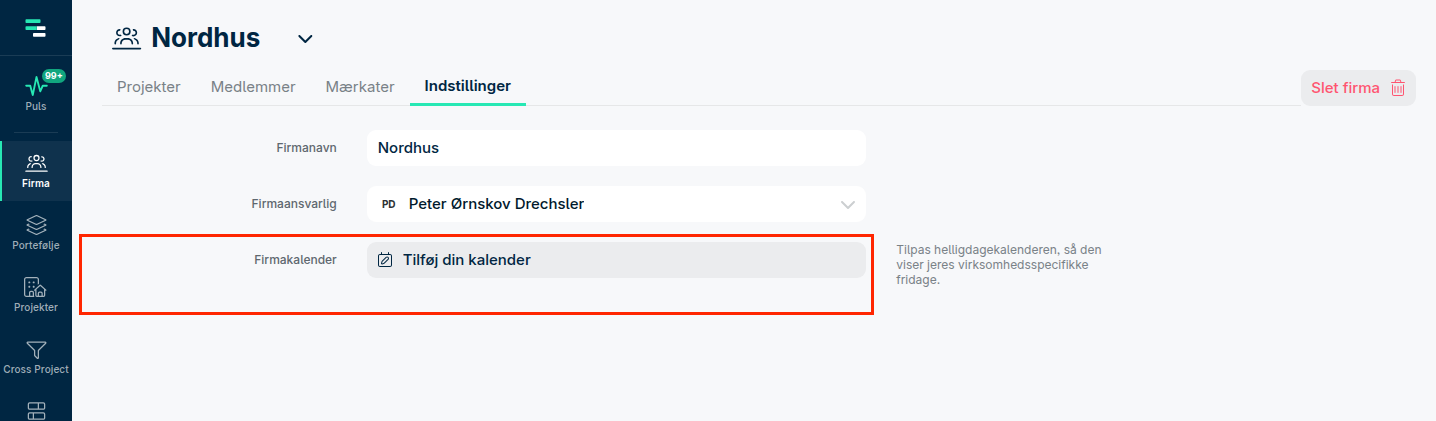 Nordhus
99+
Puls
Projekter Medlemmer Mærkater Indstillinger
Slet firma
Firma
Portefølje
Projekter
Cross Project
Firmanavn Nordhus
Firmaansvarlig PD Peter Ørnskov Drechsler
Firmakalender Tilføj din kalender
Tilpas helligdagekalenderen, så den
viser jeres virksomhedsspecifikke
fridage.